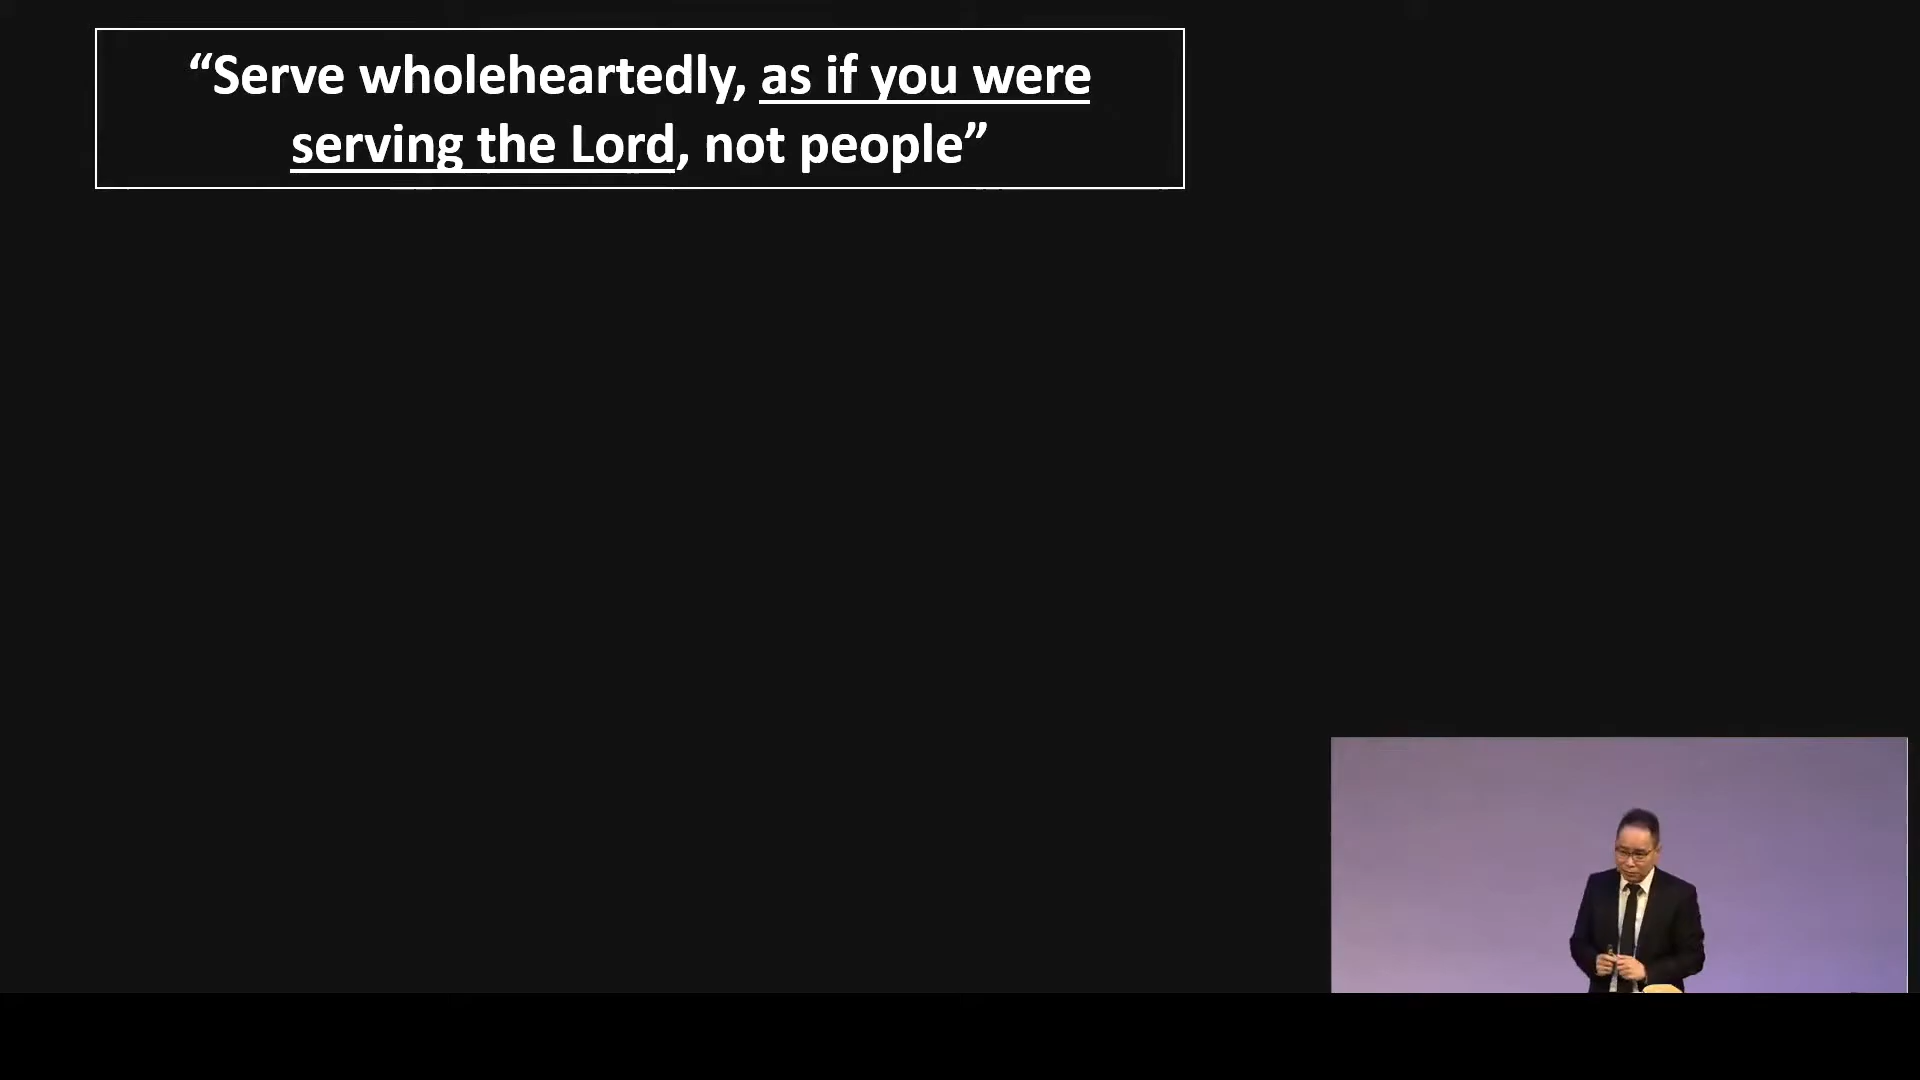 “Serve wholeheartedly, as if you were
serving the Lord, not people”